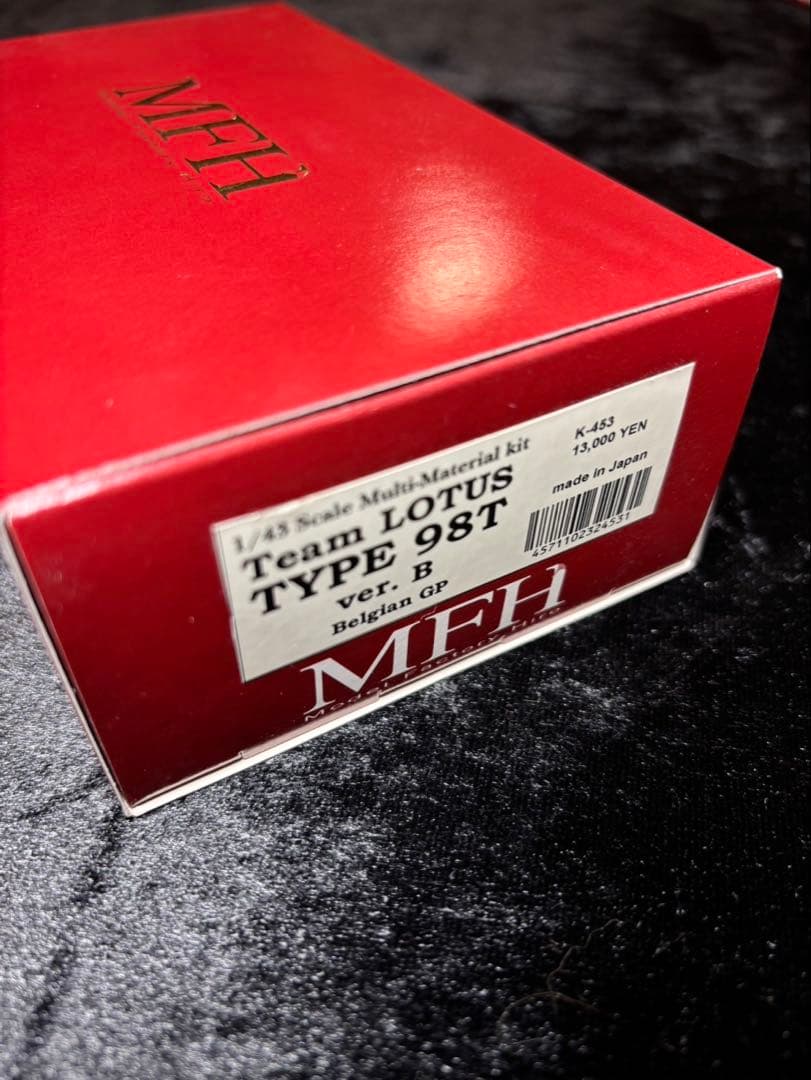 MFH
1/43 Scale Multi-Material kit
Team LOTUS
TYPE 98T
ver. B
Belgian GP
K-453
13,000 YEN
made in Japan
4571102324531
MFH
Model Factory Hiro